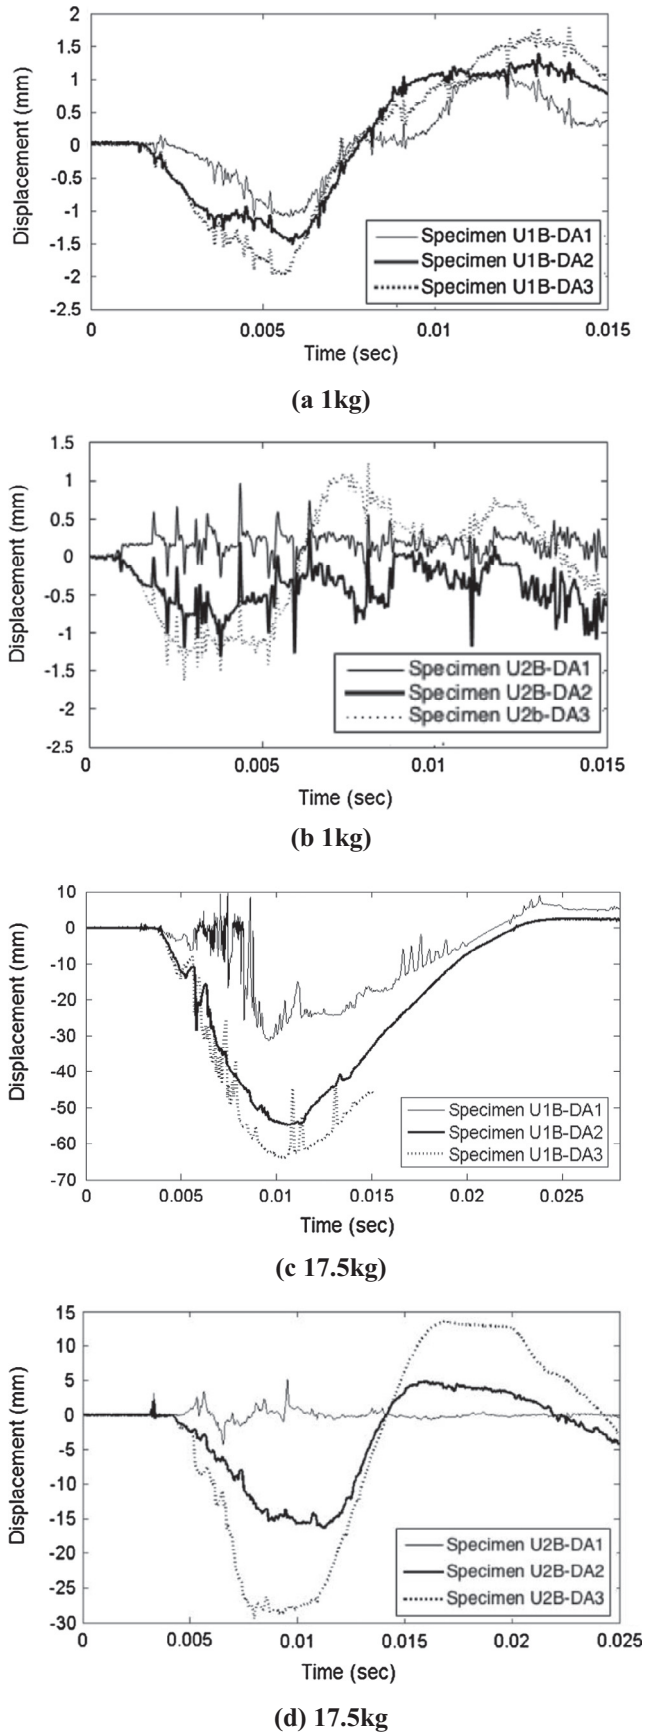 2
1.5
1
0.5
0
-0.5
-1
-1.5
-2
-2.5
Displacement (mm)
Specimen U1B-DA1
Specimen U1B-DA2
Specimen U1B-DA3
0 0.005 0.01 0.015
Time (sec)
(a 1kg)
1.5
1
0.5
0
-0.5
-1
-1.5
-2
-2.5
Displacement (mm)
Specimen U2B-DA1
Specimen U2B-DA2
Specimen U2b-DA3
0 0.005 0.01 0.015
Time (sec)
(b 1kg)
10
0
-10
-20
-30
-40
-50
-60
-70
Displacement (mm)
Specimen U1B-DA1
Specimen U1B-DA2
Specimen U1B-DA3
0 0.005 0.01 0.015 0.02 0.025
Time (sec)
(c 17.5kg)
15
10
5
0
-5
-10
-15
-20
-25
-30
Displacement (mm)
Specimen U2B-DA1
Specimen U2B-DA2
Specimen U2B-DA3
0 0.005 0.01 0.015 0.02 0.025
Time (sec)
(d) 17.5kg